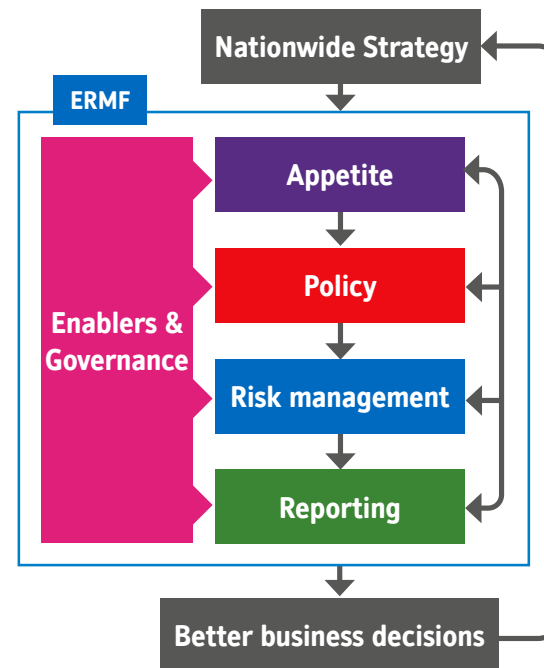 Nationwide Strategy
ERMF
Appetite
Policy
Enablers &
Governance
Risk management
Reporting
Better business decisions